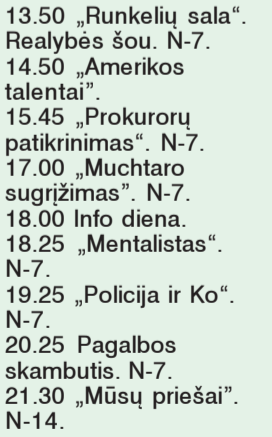 13.50 „Runkelių sala“.
Realybės šou. N-7.
14.50 „Amerikos
talentai”.
15.45 „Prokurorų
patikrinimas“. N-7.
17.00 „Muchtaro
sugrįžimas”. N-7.
18.00 Info diena.
18.25 „Mentalistas“.
N-7.
19.25 „Policija ir Ko“.
N-7.
20.25 Pagalbos
skambutis. N-7.
21.30 „Mūsų priešai”.
N-14.